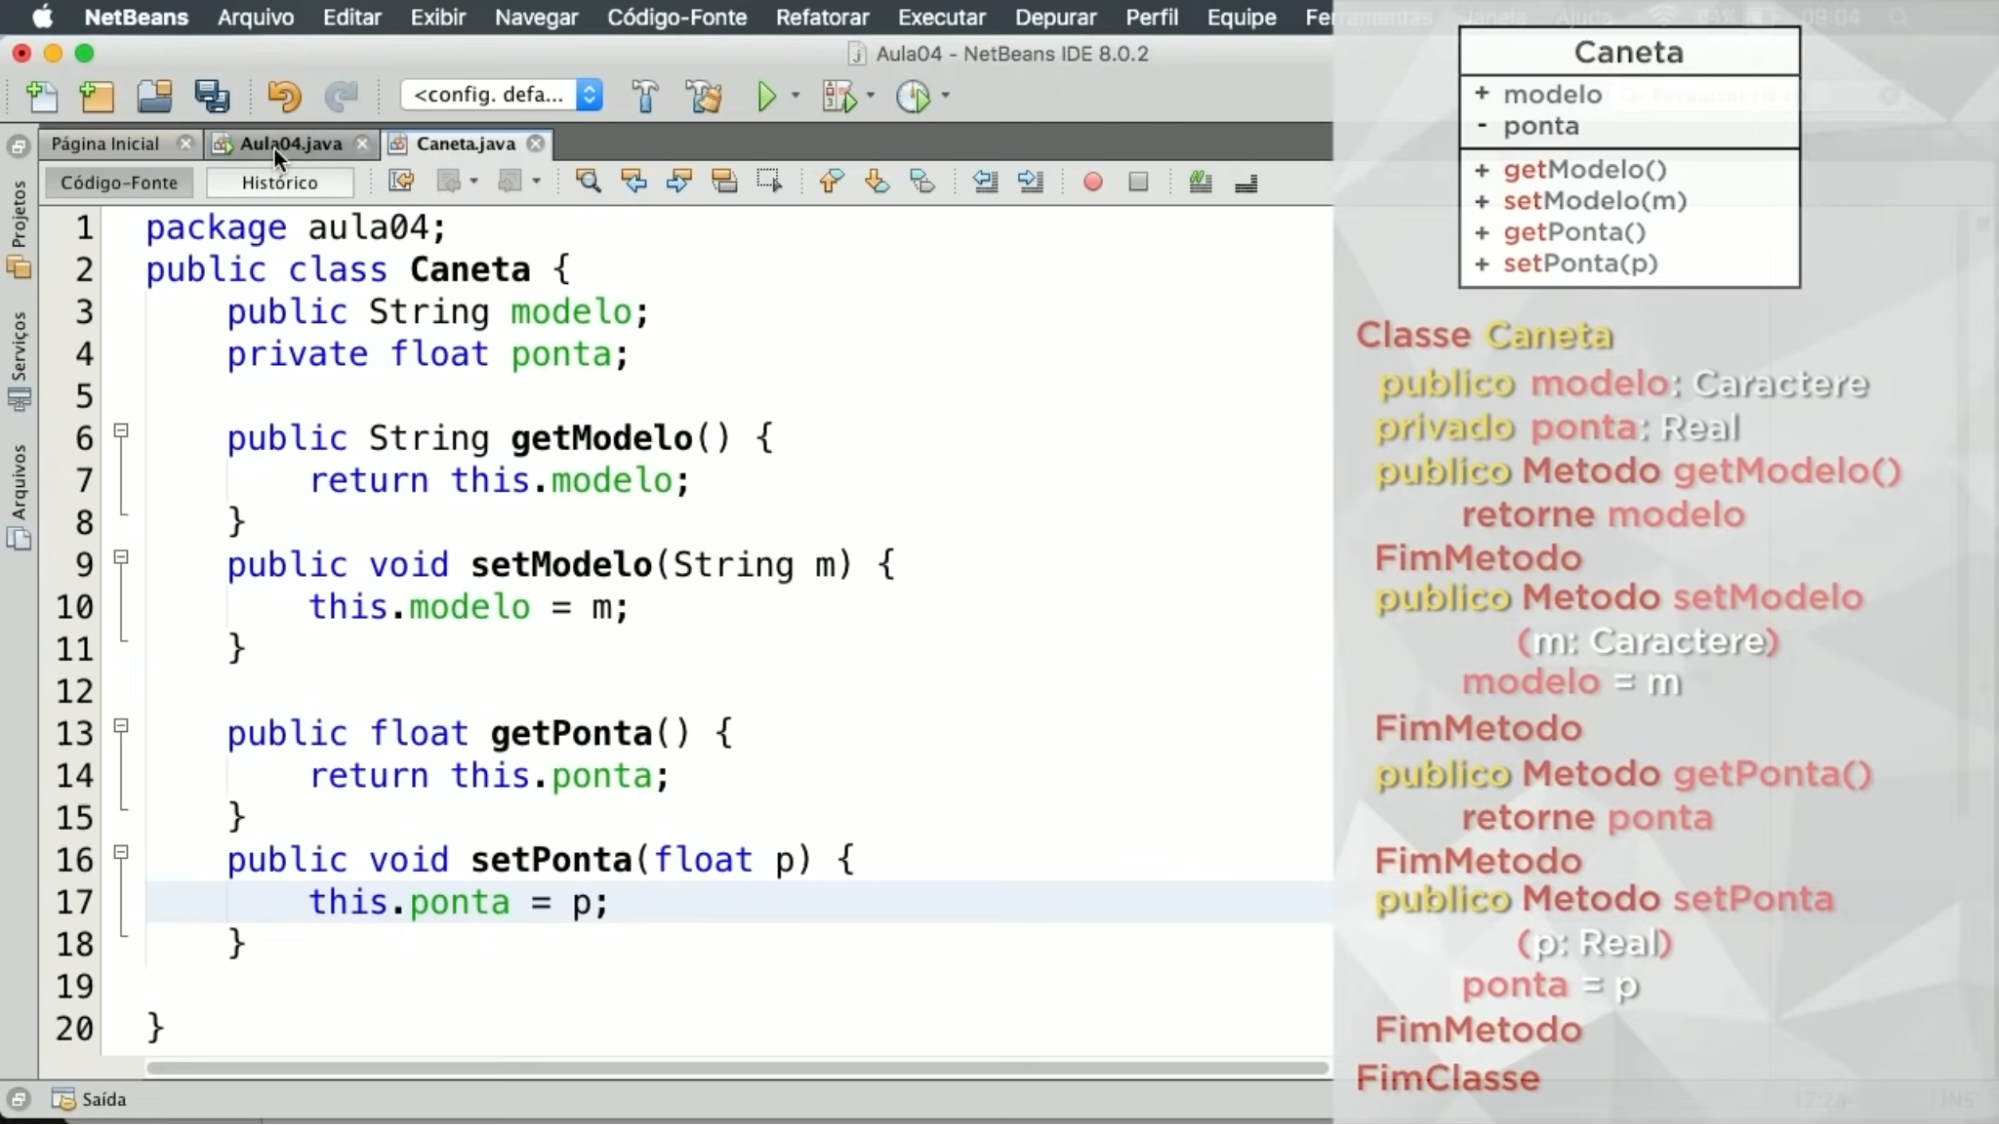 NetBeans Arquivo Editar Exibir Navegar Código-Fonte Refatorar Executar Depurar Perfil Equipe Ferramentas Janela Ajuda
09:04
Aula04 - NetBeans IDE 8.0.2
<config. defa...
Página Inicial
Aula04.java
Caneta.java
Código-Fonte
Histórico
Projetos
Serviços
Arquivos
1 package aula04;
2 public class Caneta {
3 public String modelo;
4 private float ponta;
5
6 public String getModelo() {
7 return this.modelo;
8 }
9 public void setModelo(String m) {
10 this.modelo = m;
11 }
12
13 public float getPonta() {
14 return this.ponta;
15 }
16 public void setPonta(float p) {
17 this.ponta = p;
18 }
19
20 }
Saída
Caneta
+ modelo
- ponta
+ getModelo()
+ setModelo(m)
+ getPonta()
+ setPonta(p)
Classe Caneta
publico modelo: Caractere
privado ponta: Real
publico Metodo getModelo()
retorne modelo
FimMetodo
publico Metodo setModelo
(m: Caractere)
modelo = m
FimMetodo
publico Metodo getPonta()
retorne ponta
FimMetodo
publico Metodo setPonta
(p: Real)
ponta = p
FimMetodo
FimClasse
INS